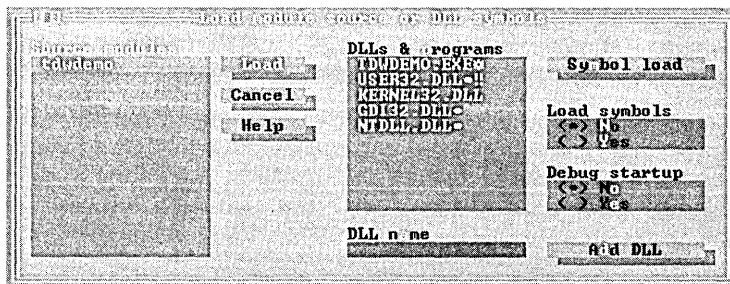 Load module source or DLL symbols
Source modules
tdwdemo
Load
Cancel
Help
DLLs & programs
TDWDEMO.EXE
USER32.DLL !!
KERNEL32.DLL
GDI32.DLL
NTDLL.DLL
DLL name
Symbol load
Load symbols
(•) No
( ) Yes
Debug startup
(•) No
( ) Yes
Add DLL